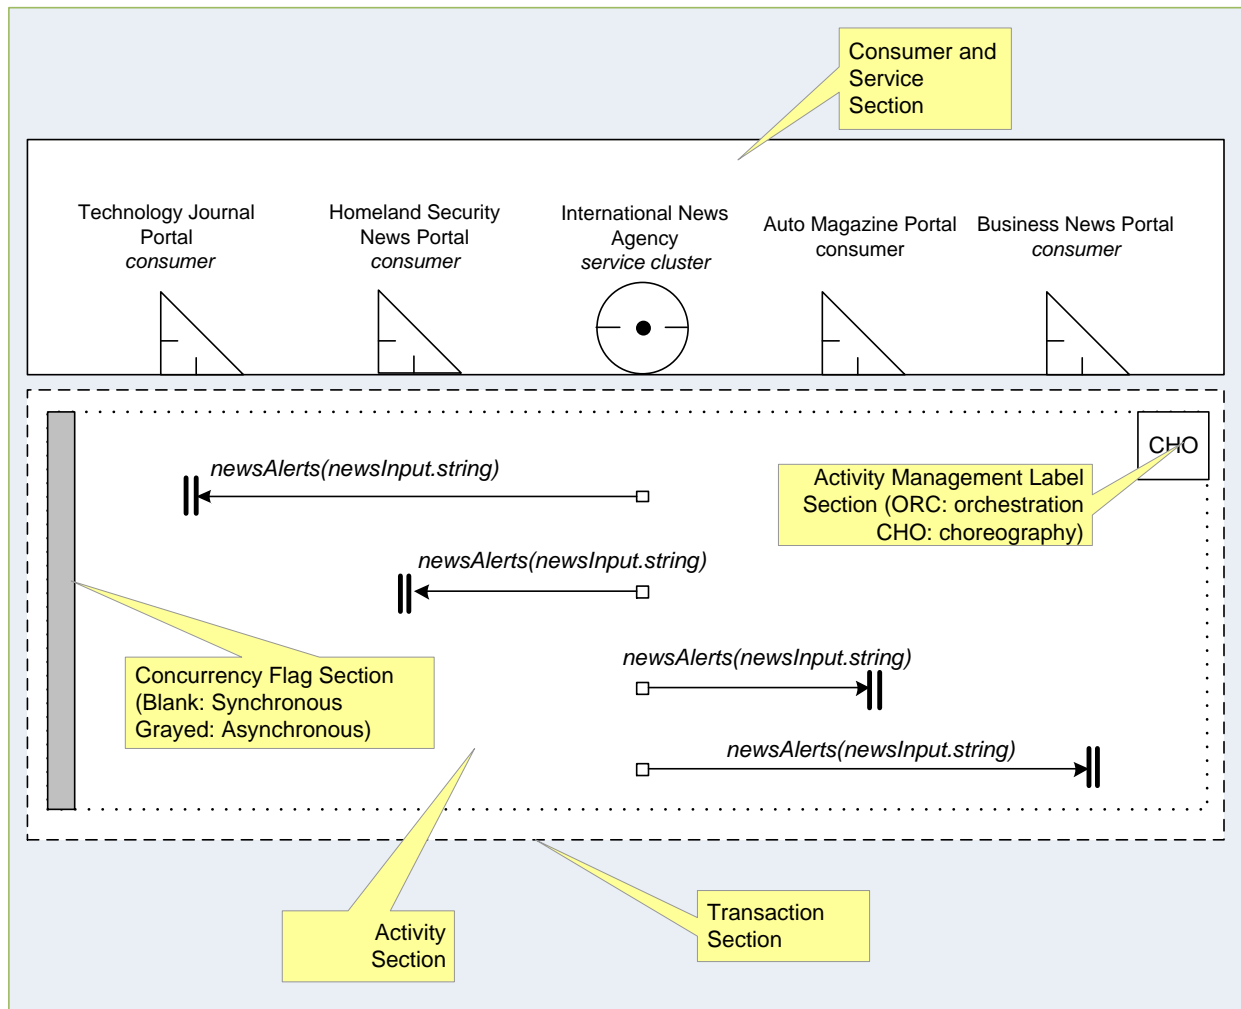 Consumer and
Service
Section
Technology Journal
Portal
consumer
Homeland Security
News Portal
consumer
International News
Agency
service cluster
Auto Magazine Portal
consumer
Business News Portal
consumer
CHO
newsAlerts(newsInput.string)
Activity Management Label
Section (ORC: orchestration
CHO: choreography)
newsAlerts(newsInput.string)
newsAlerts(newsInput.string)
Concurrency Flag Section
(Blank: Synchronous
Grayed: Asynchronous)
newsAlerts(newsInput.string)
Activity
Section
Transaction
Section